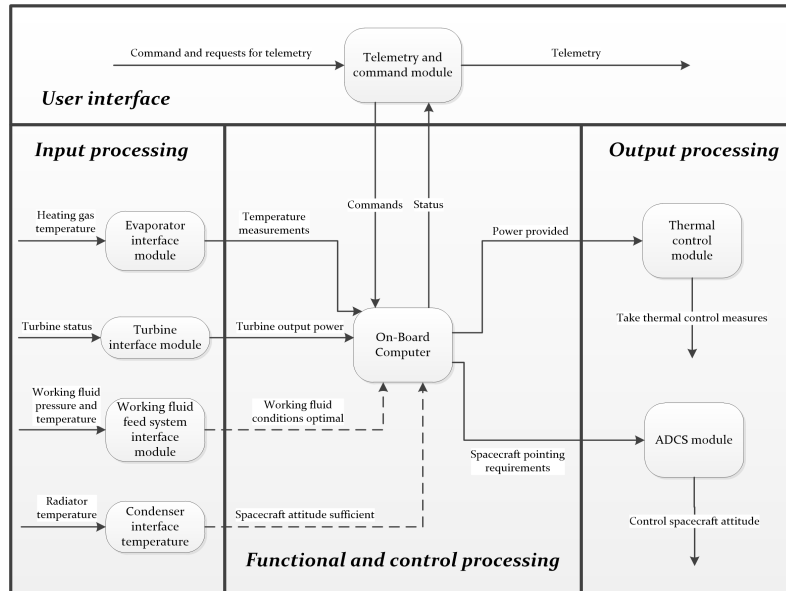 Command and requests for telemetry
Telemetry and
command module
Telemetry
User interface
Input processing
Output processing
Commands
Status
Heating gas
temperature
Evaporator
interface
module
Temperature
measurements
Power provided
Thermal
control
module
Take thermal control measures
Turbine status
Turbine
interface module
Turbine output power
On-Board
Computer
Working fluid
pressure and
temperature
Working fluid
feed system
interface
module
Working fluid
conditions optimal
Spacecraft pointing
requirements
ADCS module
Control spacecraft attitude
Radiator
temperature
Condenser
interface
temperature
Spacecraft attitude sufficient
Functional and control processing